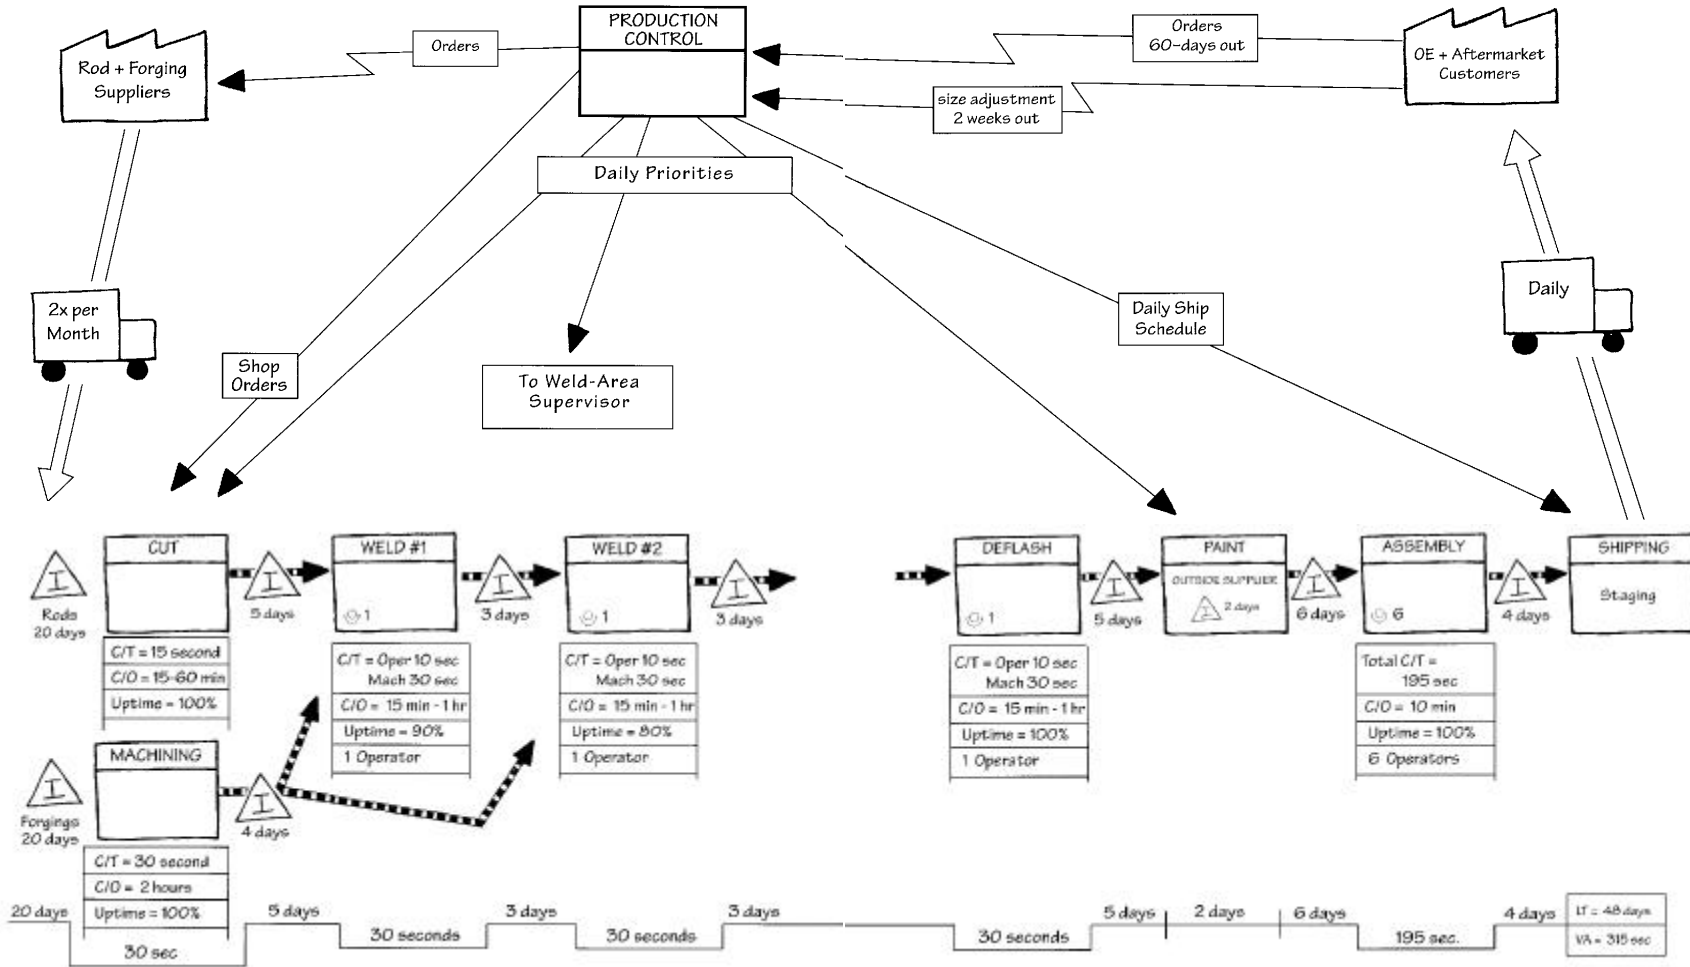 PRODUCTION
CONTROL
Rod + Forging
Suppliers
Orders
Orders
60-days out
size adjustment
2 weeks out
OE + Aftermarket
Customers
Daily Priorities
2x per
Month
Shop
Orders
To Weld-Area
Supervisor
Daily Ship
Schedule
Daily
I
Rods
20 days
CUT
I
5 days
WELD #1
1
I
3 days
WELD #2
1
I
3 days
DEFLASH
1
I
5 days
PAINT
OUTSIDE SUPPLIER
I
2 days
I
6 days
ASSEMBLY
6
I
4 days
SHIPPING
Staging
C/T = 15 second
C/O = 15-60 min
Uptime = 100%
C/T = Oper 10 sec
Mach 30 sec
C/O = 15 min - 1 hr
Uptime = 90%
1 Operator
C/T = Oper 10 sec
Mach 30 sec
C/O = 15 min - 1 hr
Uptime = 80%
1 Operator
C/T = Oper 10 sec
Mach 30 sec
C/O = 15 min - 1 hr
Uptime = 100%
1 Operator
Total C/T =
195 sec
C/O = 10 min
Uptime = 100%
6 Operators
I
Forgings
20 days
MACHINING
I
4 days
C/T = 30 second
C/O = 2 hours
Uptime = 100%
20 days
30 sec
5 days
30 seconds
3 days
30 seconds
3 days
30 seconds
5 days
2 days
6 days
195 sec.
4 days
LT = 48 days
VA = 315 sec